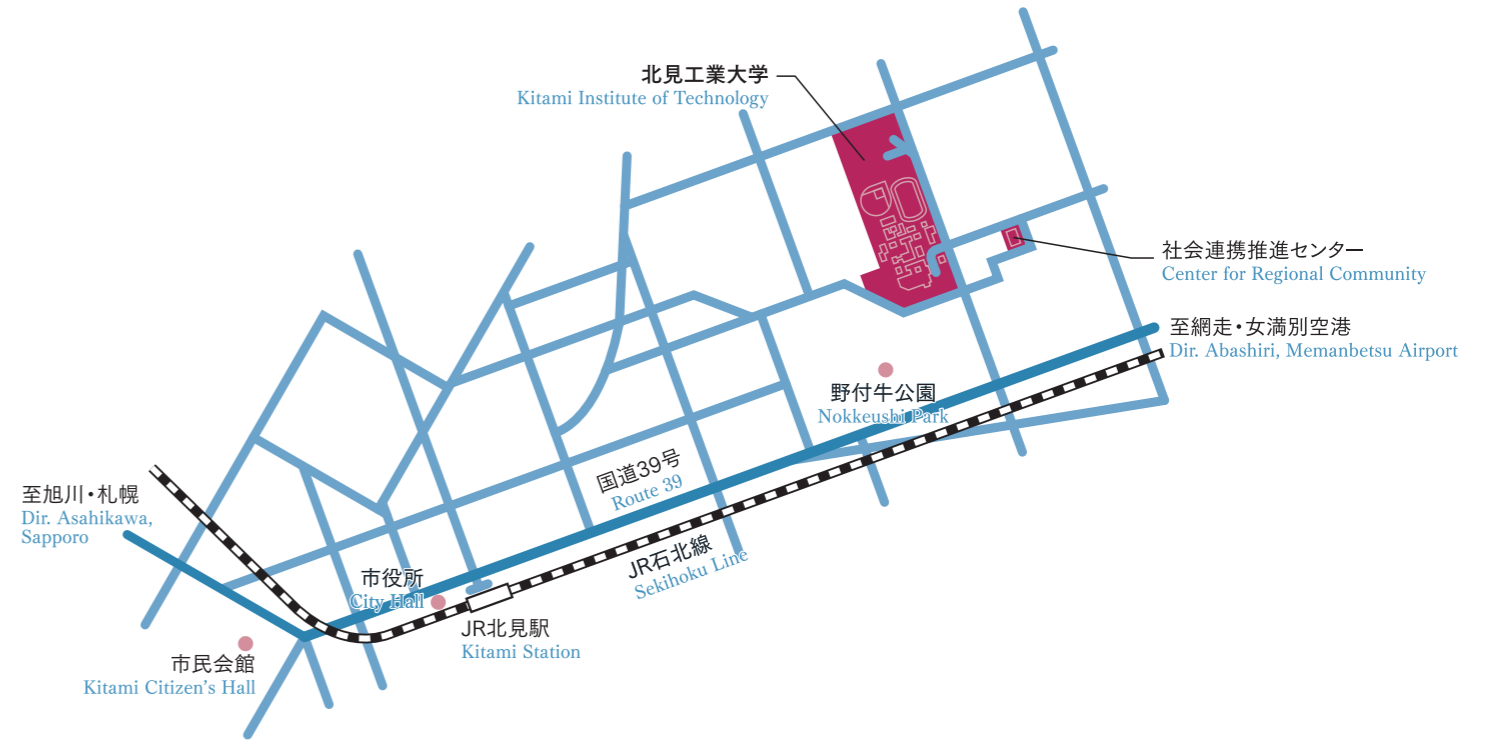 北見工業大学
Kitami Institute of Technology
社会連携推進センター
Center for Regional Community
至網走・女満別空港
Dir. Abashiri, Memanbetsu Airport
野付牛公園
Nokkeushi Park
国道39号
Route 39
至旭川・札幌
Dir. Asahikawa,
Sapporo
JR石北線
Sekihoku Line
市役所
City Hall
JR北見駅
Kitami Station
市民会館
Kitami Citizen's Hall